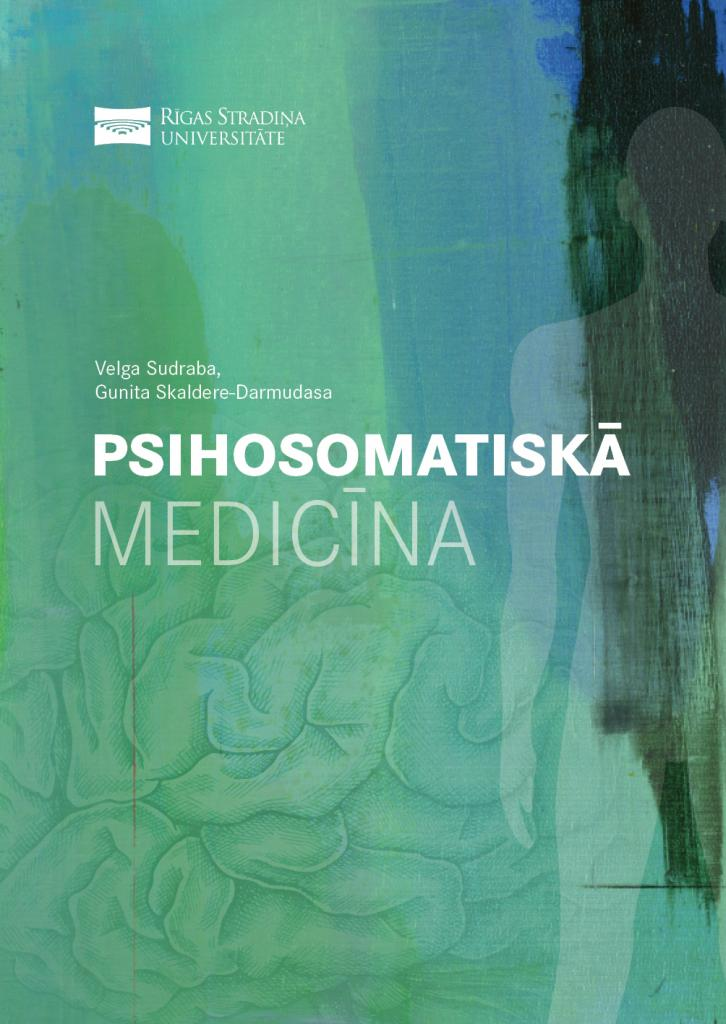 RĪGAS STRADIŅA
UNIVERSITĀTE
Velga Sudraba,
Gunita Skaldere-Darmudasa
PSIHOSOMATISKĀ
MEDICĪNA